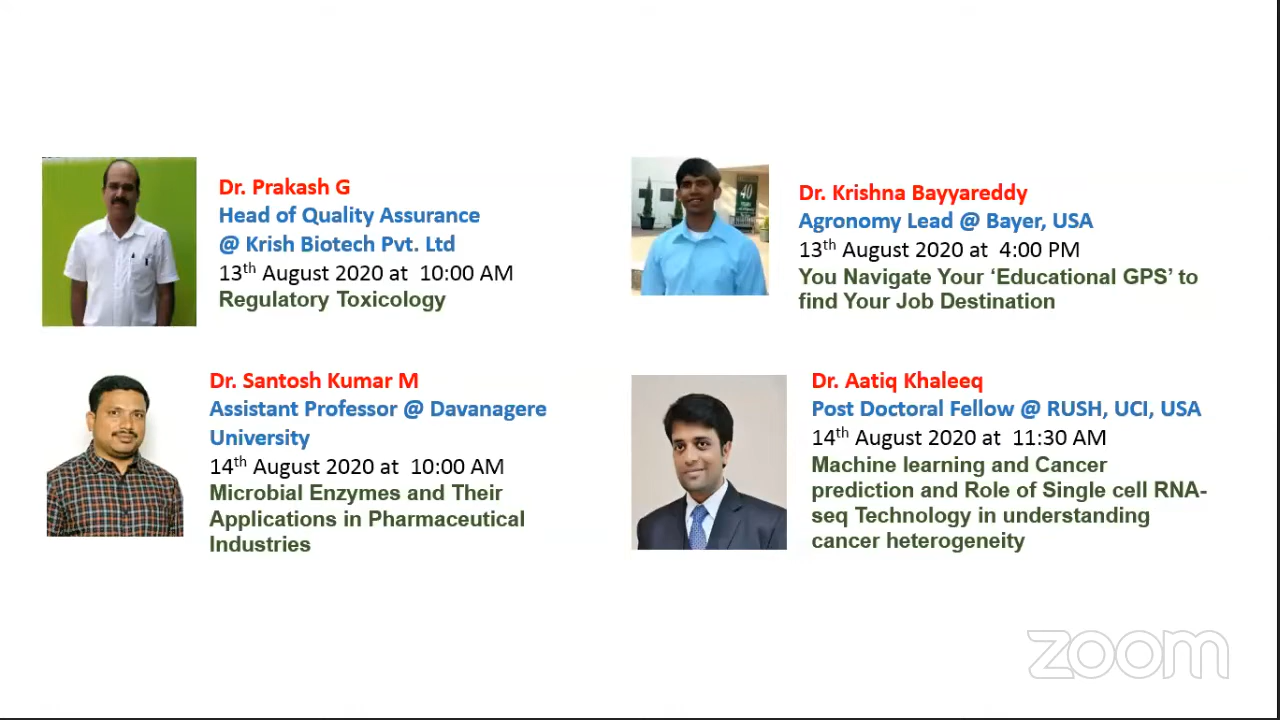 Dr. Prakash G
Head of Quality Assurance
@ Krish Biotech Pvt. Ltd
13th August 2020 at 10:00 AM
Regulatory Toxicology
40
Dr. Krishna Bayyareddy
Agronomy Lead @ Bayer, USA
13th August 2020 at 4:00 PM
You Navigate Your ‘Educational GPS’ to
find Your Job Destination
Dr. Santosh Kumar M
Assistant Professor @ Davanagere
University
14th August 2020 at 10:00 AM
Microbial Enzymes and Their
Applications in Pharmaceutical
Industries
Dr. Aatiq Khaleeq
Post Doctoral Fellow @ RUSH, UCI, USA
14th August 2020 at 11:30 AM
Machine learning and Cancer
prediction and Role of Single cell RNA-
seq Technology in understanding
cancer heterogeneity
zoom